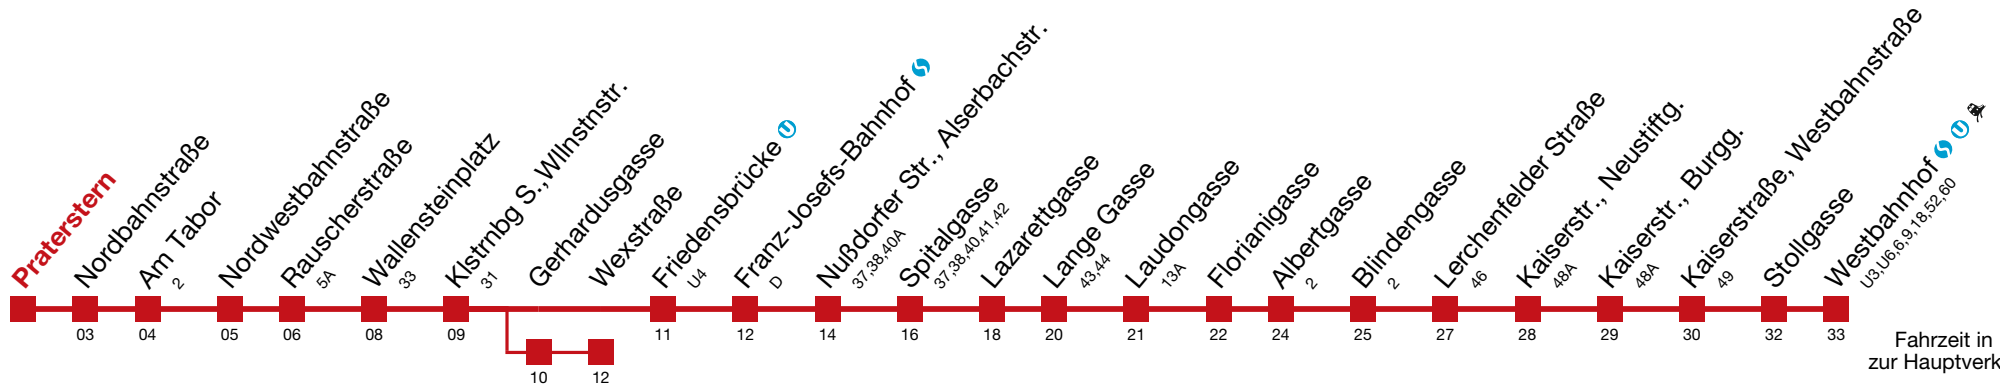 Praterstern
Nordbahnstraße
03
Am Tabor
2
04
Nordwestbahnstraße
05
Rauscherstraße
5A
06
Wallensteinplatz
33
08
Klstrnbg S., Wllnstnstr.
31
09
Gerhardusgasse
10
Wexstraße
12
Friedensbrücke
U4
11
Franz-Josefs-Bahnhof
D
12
Nußdorfer Str., Alserbachstr.
37,38,40A
14
Spitalgasse
37,38,40,41,42
16
Lazarettgasse
18
Lange Gasse
43,44
20
Laudongasse
13A
21
Florianigasse
22
Albertgasse
2
24
Blindengasse
2
25
Lerchenfelder Straße
46
27
Kaiserstr., Neustiftg.
48A
28
Kaiserstr., Burgg.
48A
29
Kaiserstraße, Westbahnstraße
49
30
Stollgasse
32
Westbahnhof
U3,U6,6,9,18,52,60
33
Fahrzeit in
zur Hauptverk